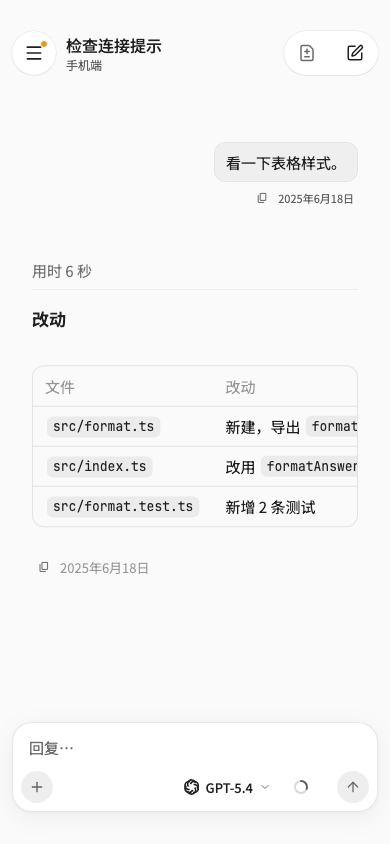 检查连接提示
手机端
看一下表格样式。
2025年6月18日
用时 6 秒
改动
文件 改动
src/format.ts 新建，导出 format
src/index.ts 改用 formatAnswer
src/format.test.ts 新增 2 条测试
2025年6月18日
回复…
GPT-5.4